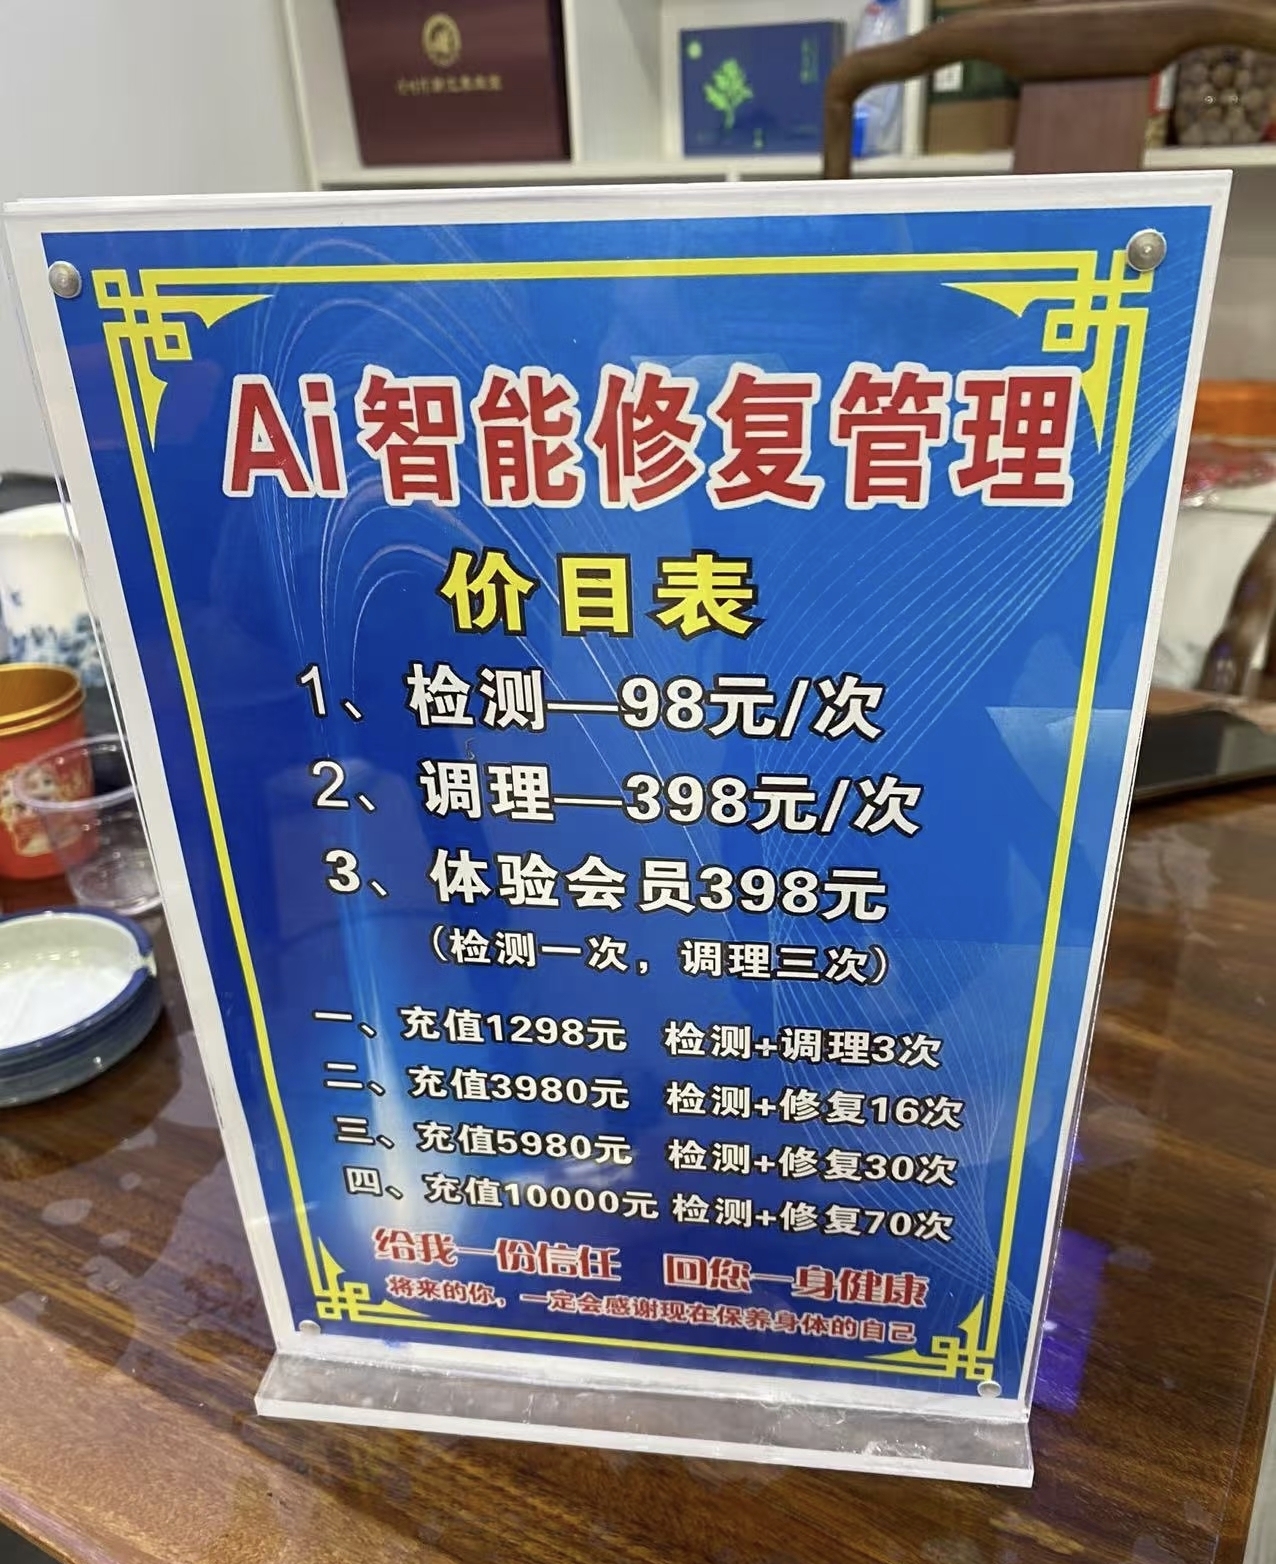 Ai智能修复管理
价目表
1、检测—98元/次
2、调理—398元/次
3、体验会员398元
（检测一次，调理三次）
一、充值1298元 检测+调理3次
二、充值3980元 检测+修复16次
三、充值5980元 检测+修复30次
四、充值10000元 检测+修复70次
给我一份信任 回您一身健康
将来的你，一定会感谢现在保养身体的自己